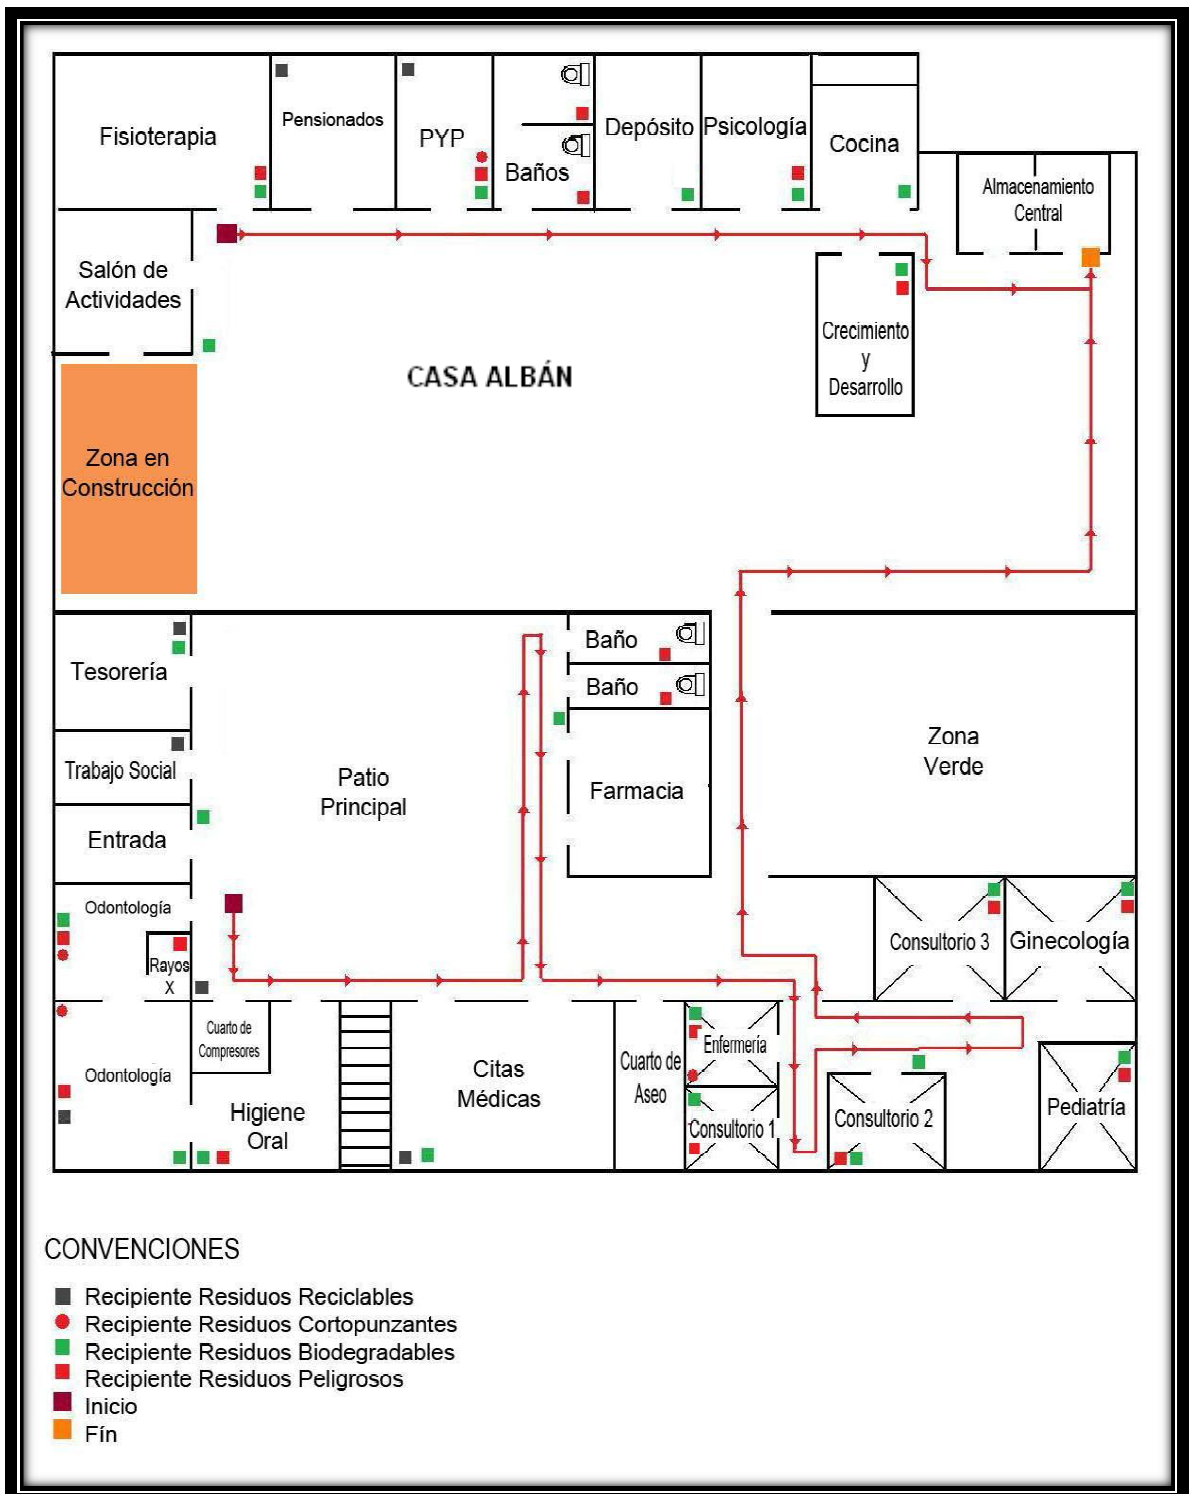 Fisioterapia
Pensionados
PYP
Baños
Depósito
Psicología
Cocina
Almacenamiento
Central
Salón de
Actividades
Crecimiento
y
Desarrollo
CASA ALBÁN
Zona en
Construcción
Tesorería
Baño
Baño
Trabajo Social
Patio
Principal
Farmacia
Zona
Verde
Entrada
Odontología
Rayos
X
Consultorio 3
Ginecología
Cuarto de
Compresores
Odontología
Higiene
Oral
Citas
Médicas
Cuarto de
Aseo
Enfermería
Consultorio 1
Consultorio 2
Pediatría
CONVENCIONES
Recipiente Residuos Reciclables
Recipiente Residuos Cortopunzantes
Recipiente Residuos Biodegradables
Recipiente Residuos Peligrosos
Inicio
Fín